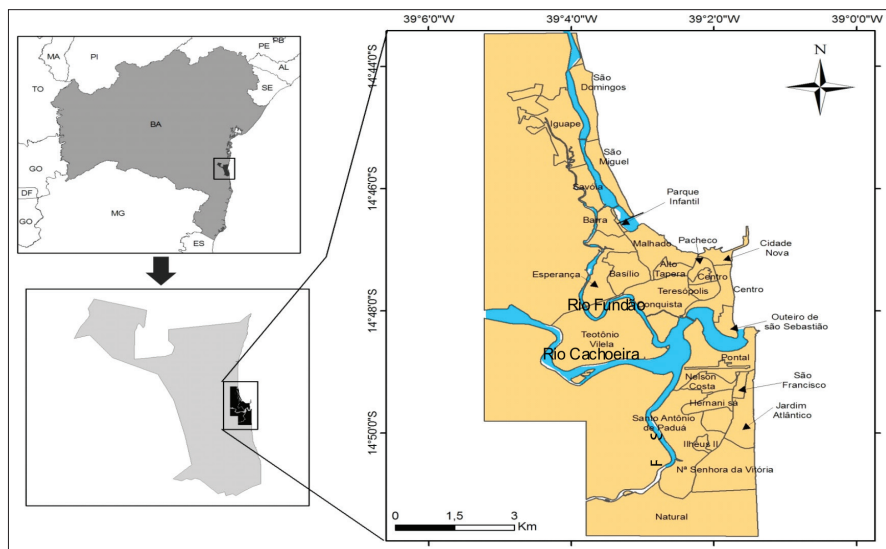 MA
PI
PE
PB
AL
SE
TO
BA
GO
DF
GO
MG
ES
39°6'0"W
39°4'0"W
39°2'0"W
39°0'0"W
14°44'0"S
14°46'0"S
14°48'0"S
14°50'0"S
N
São
Domingos
Iguape
São
Miguel
Savóia
Parque
Infantil
Barra
Malhado
Pacheco
Cidade
Nova
Esperança
Basílio
Alto
Tapera
Centro
Centro
Teresópolis
Rio Fundão
Conquista
Outeiro de
são Sebastião
Teotônio
Vilela
Rio Cachoeira
Pontal
Nelson
Costa
São
Francisco
Hernani sá
Jardim
Atlântico
Santo Antônio
de Paduá
Ilhéus II
Nª Senhora da Vitória
Natural
0
1,5
3
Km